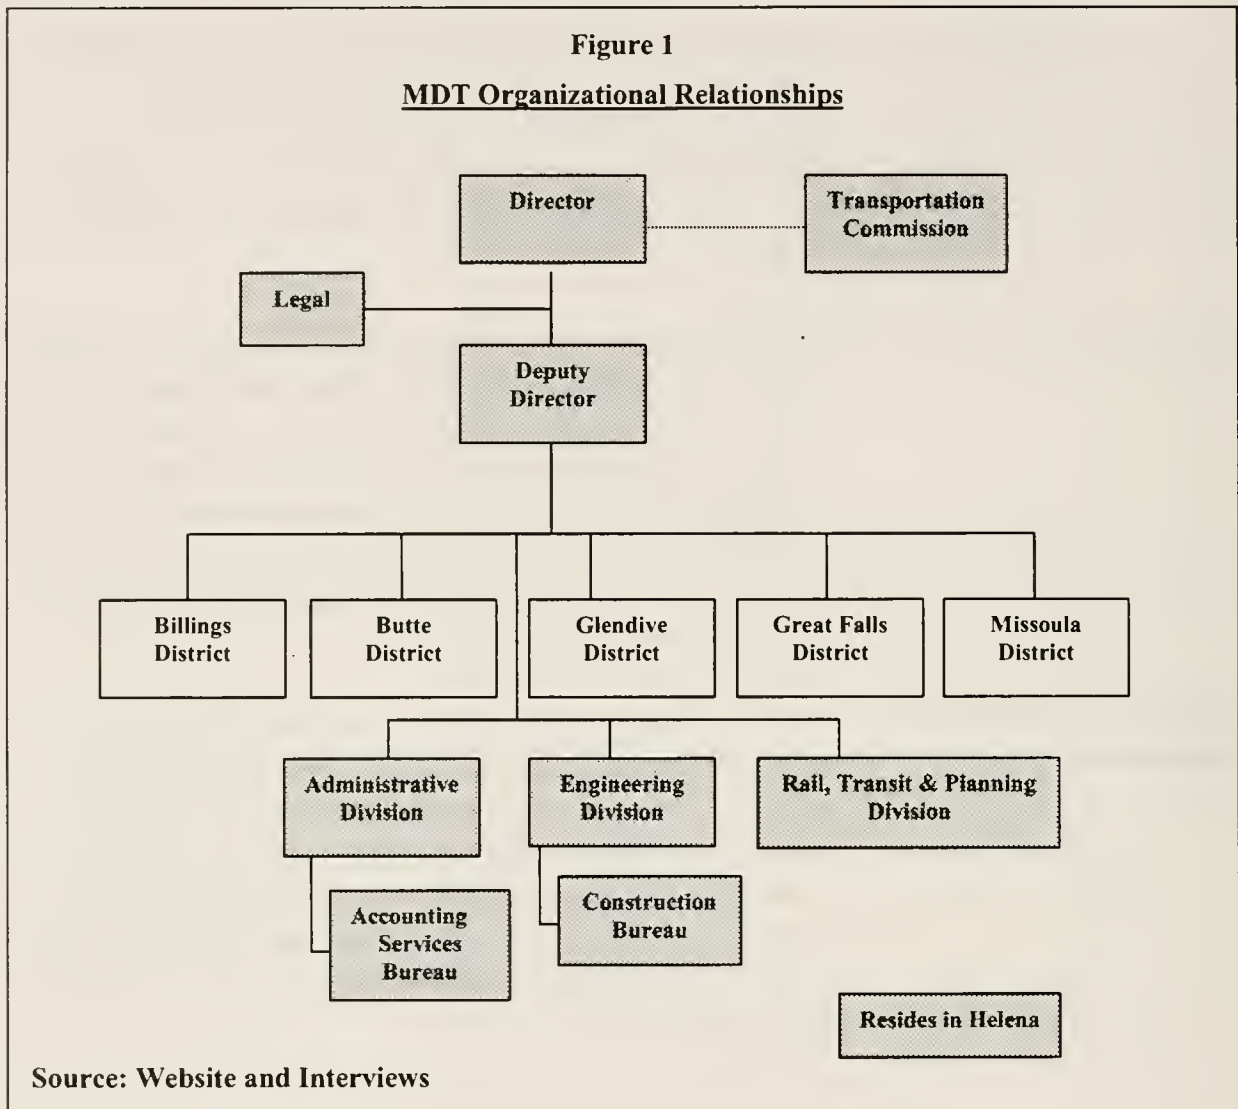 Figure 1
MDT Organizational Relationships
Director
Transportation
Commission
Legal
Deputy
Director
Billings
District
Butte
District
Glendive
District
Great Falls
District
Missoula
District
Administrative
Division
Engineering
Division
Rail, Transit & Planning
Division
Accounting
Services
Bureau
Construction
Bureau
Resides in Helena
Source: Website and Interviews